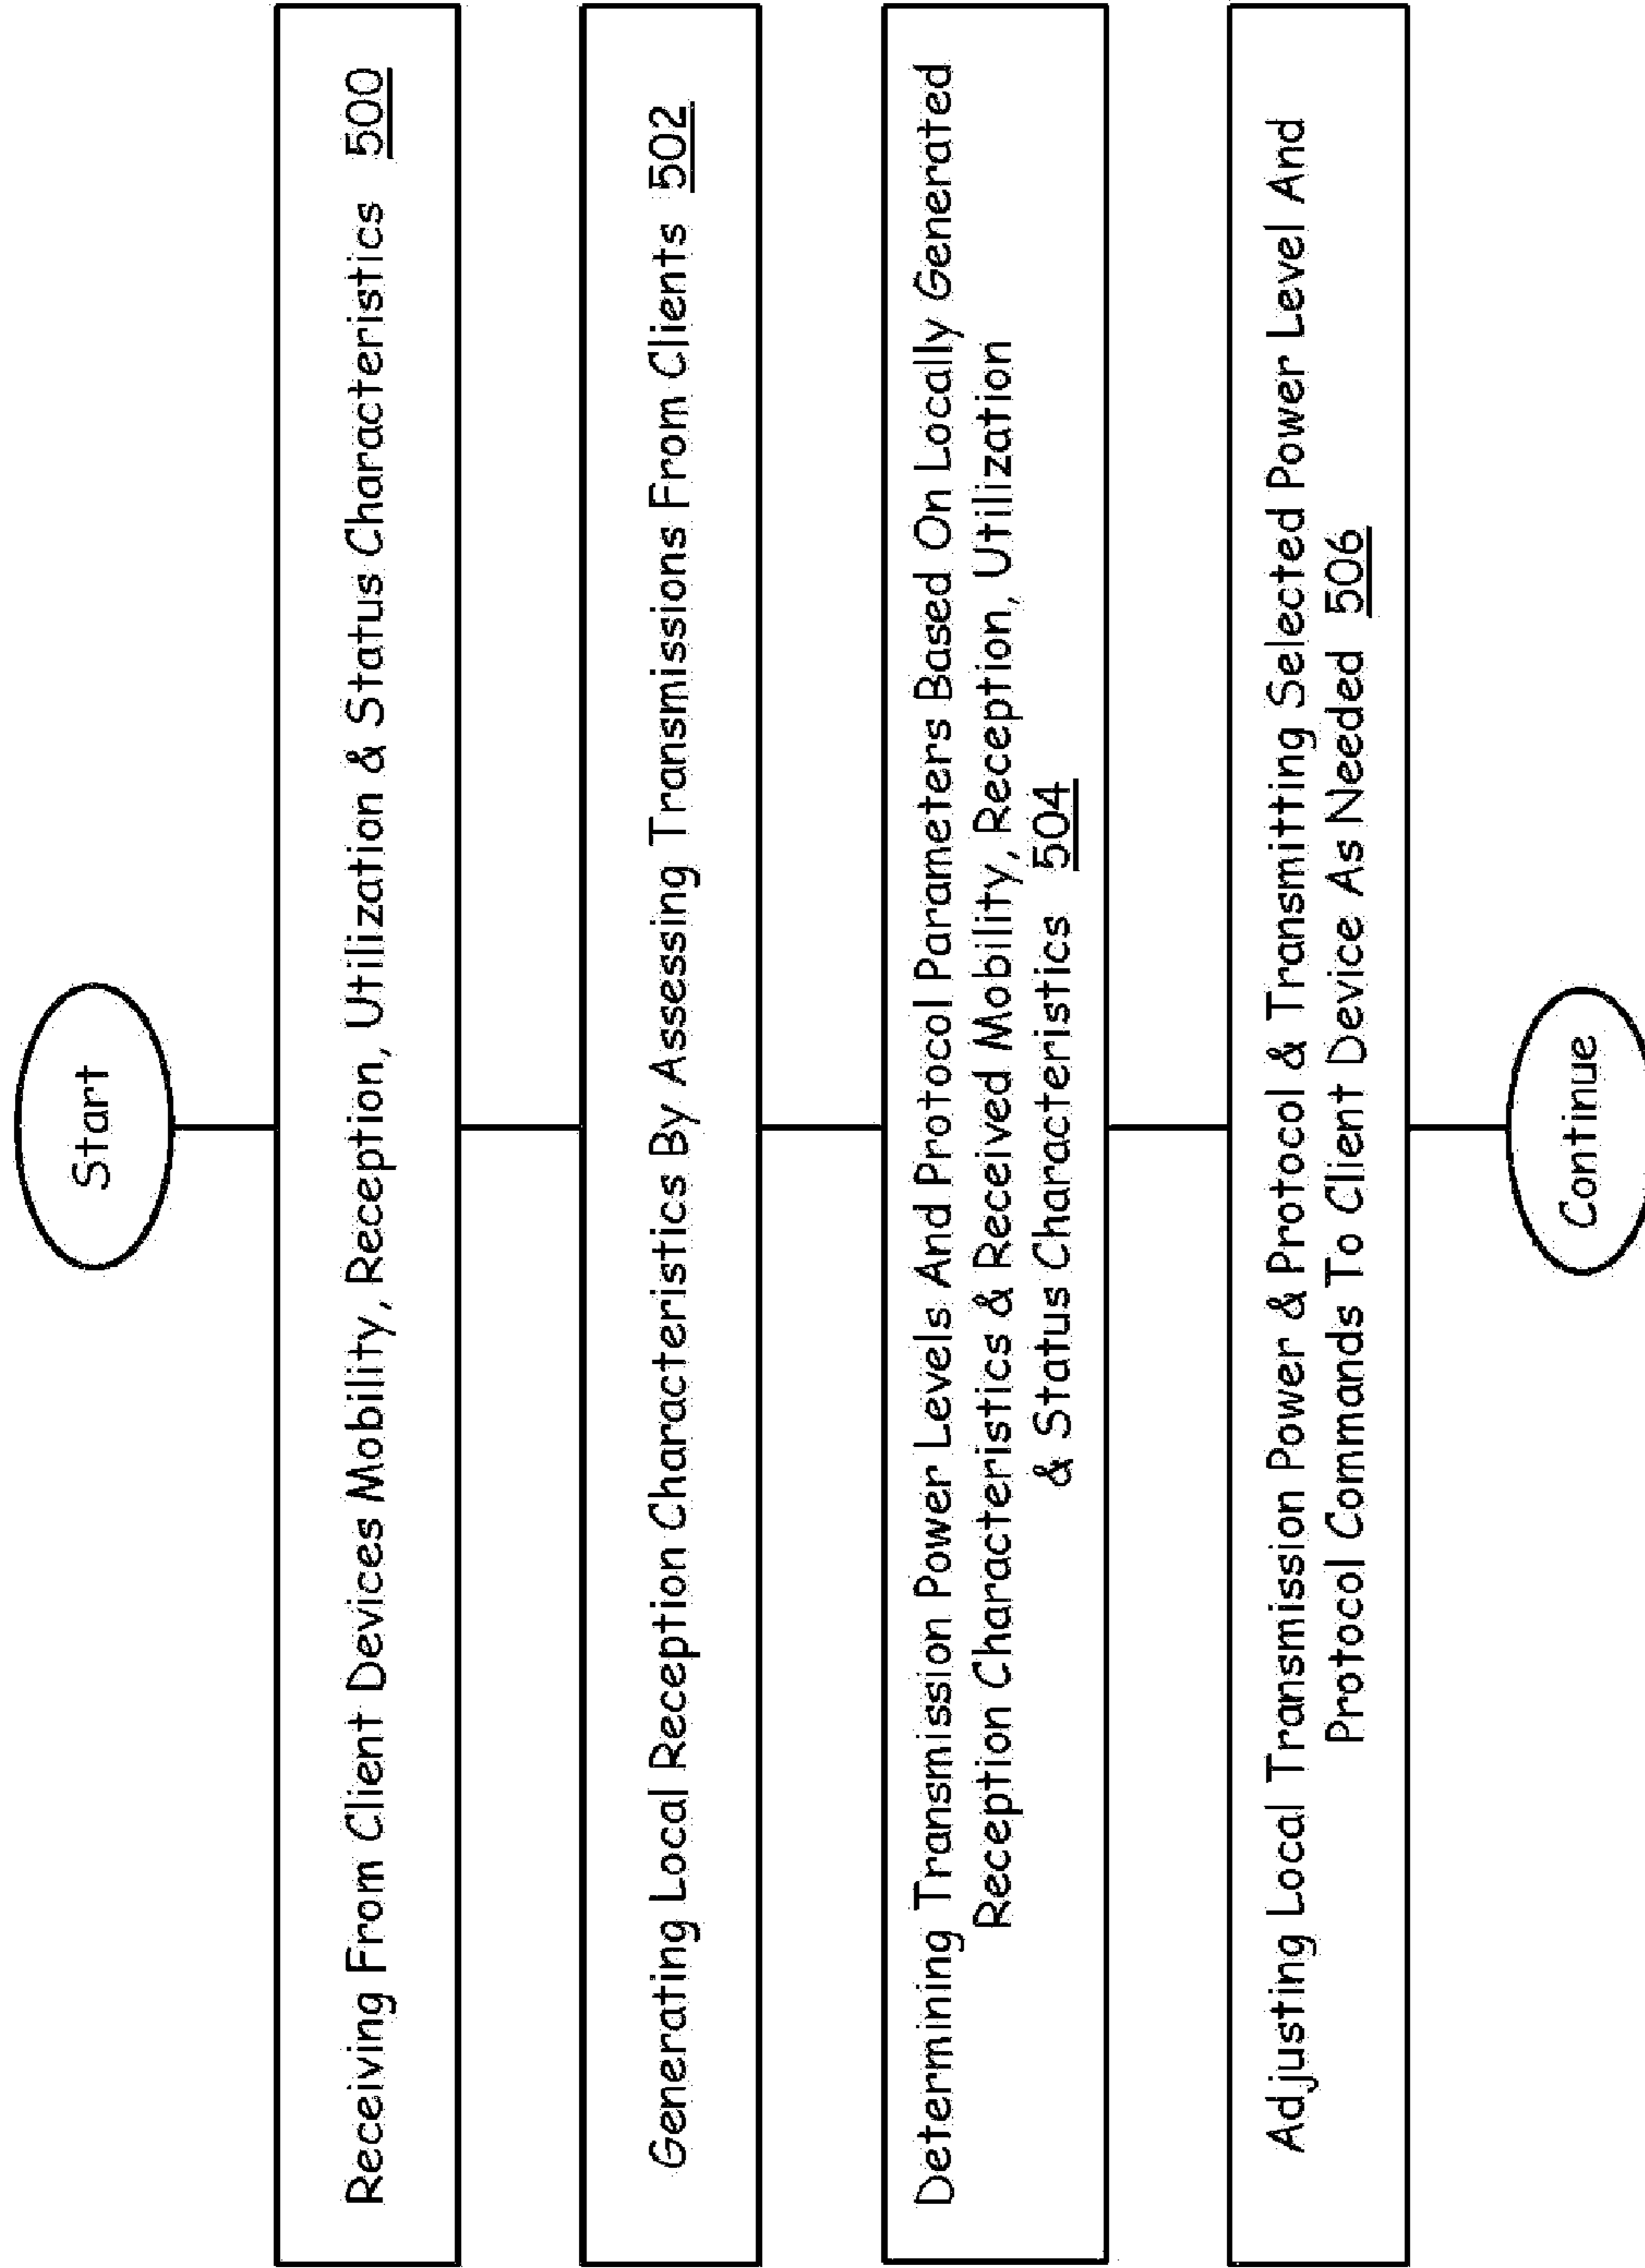 Start
Receiving From Client Devices Mobility, Reception, Utilization & Status Characteristics 500
Generating Local Reception Characteristics By Assessing Transmissions From Clients 502
Determining Transmission Power Levels And Protocol Parameters Based On Locally Generated
Reception Characteristics & Received Mobility, Reception, Utilization
& Status Characteristics 504
Adjusting Local Transmission Power & Protocol & Transmitting Selected Power Level And
Protocol Commands To Client Device As Needed 506
Continue